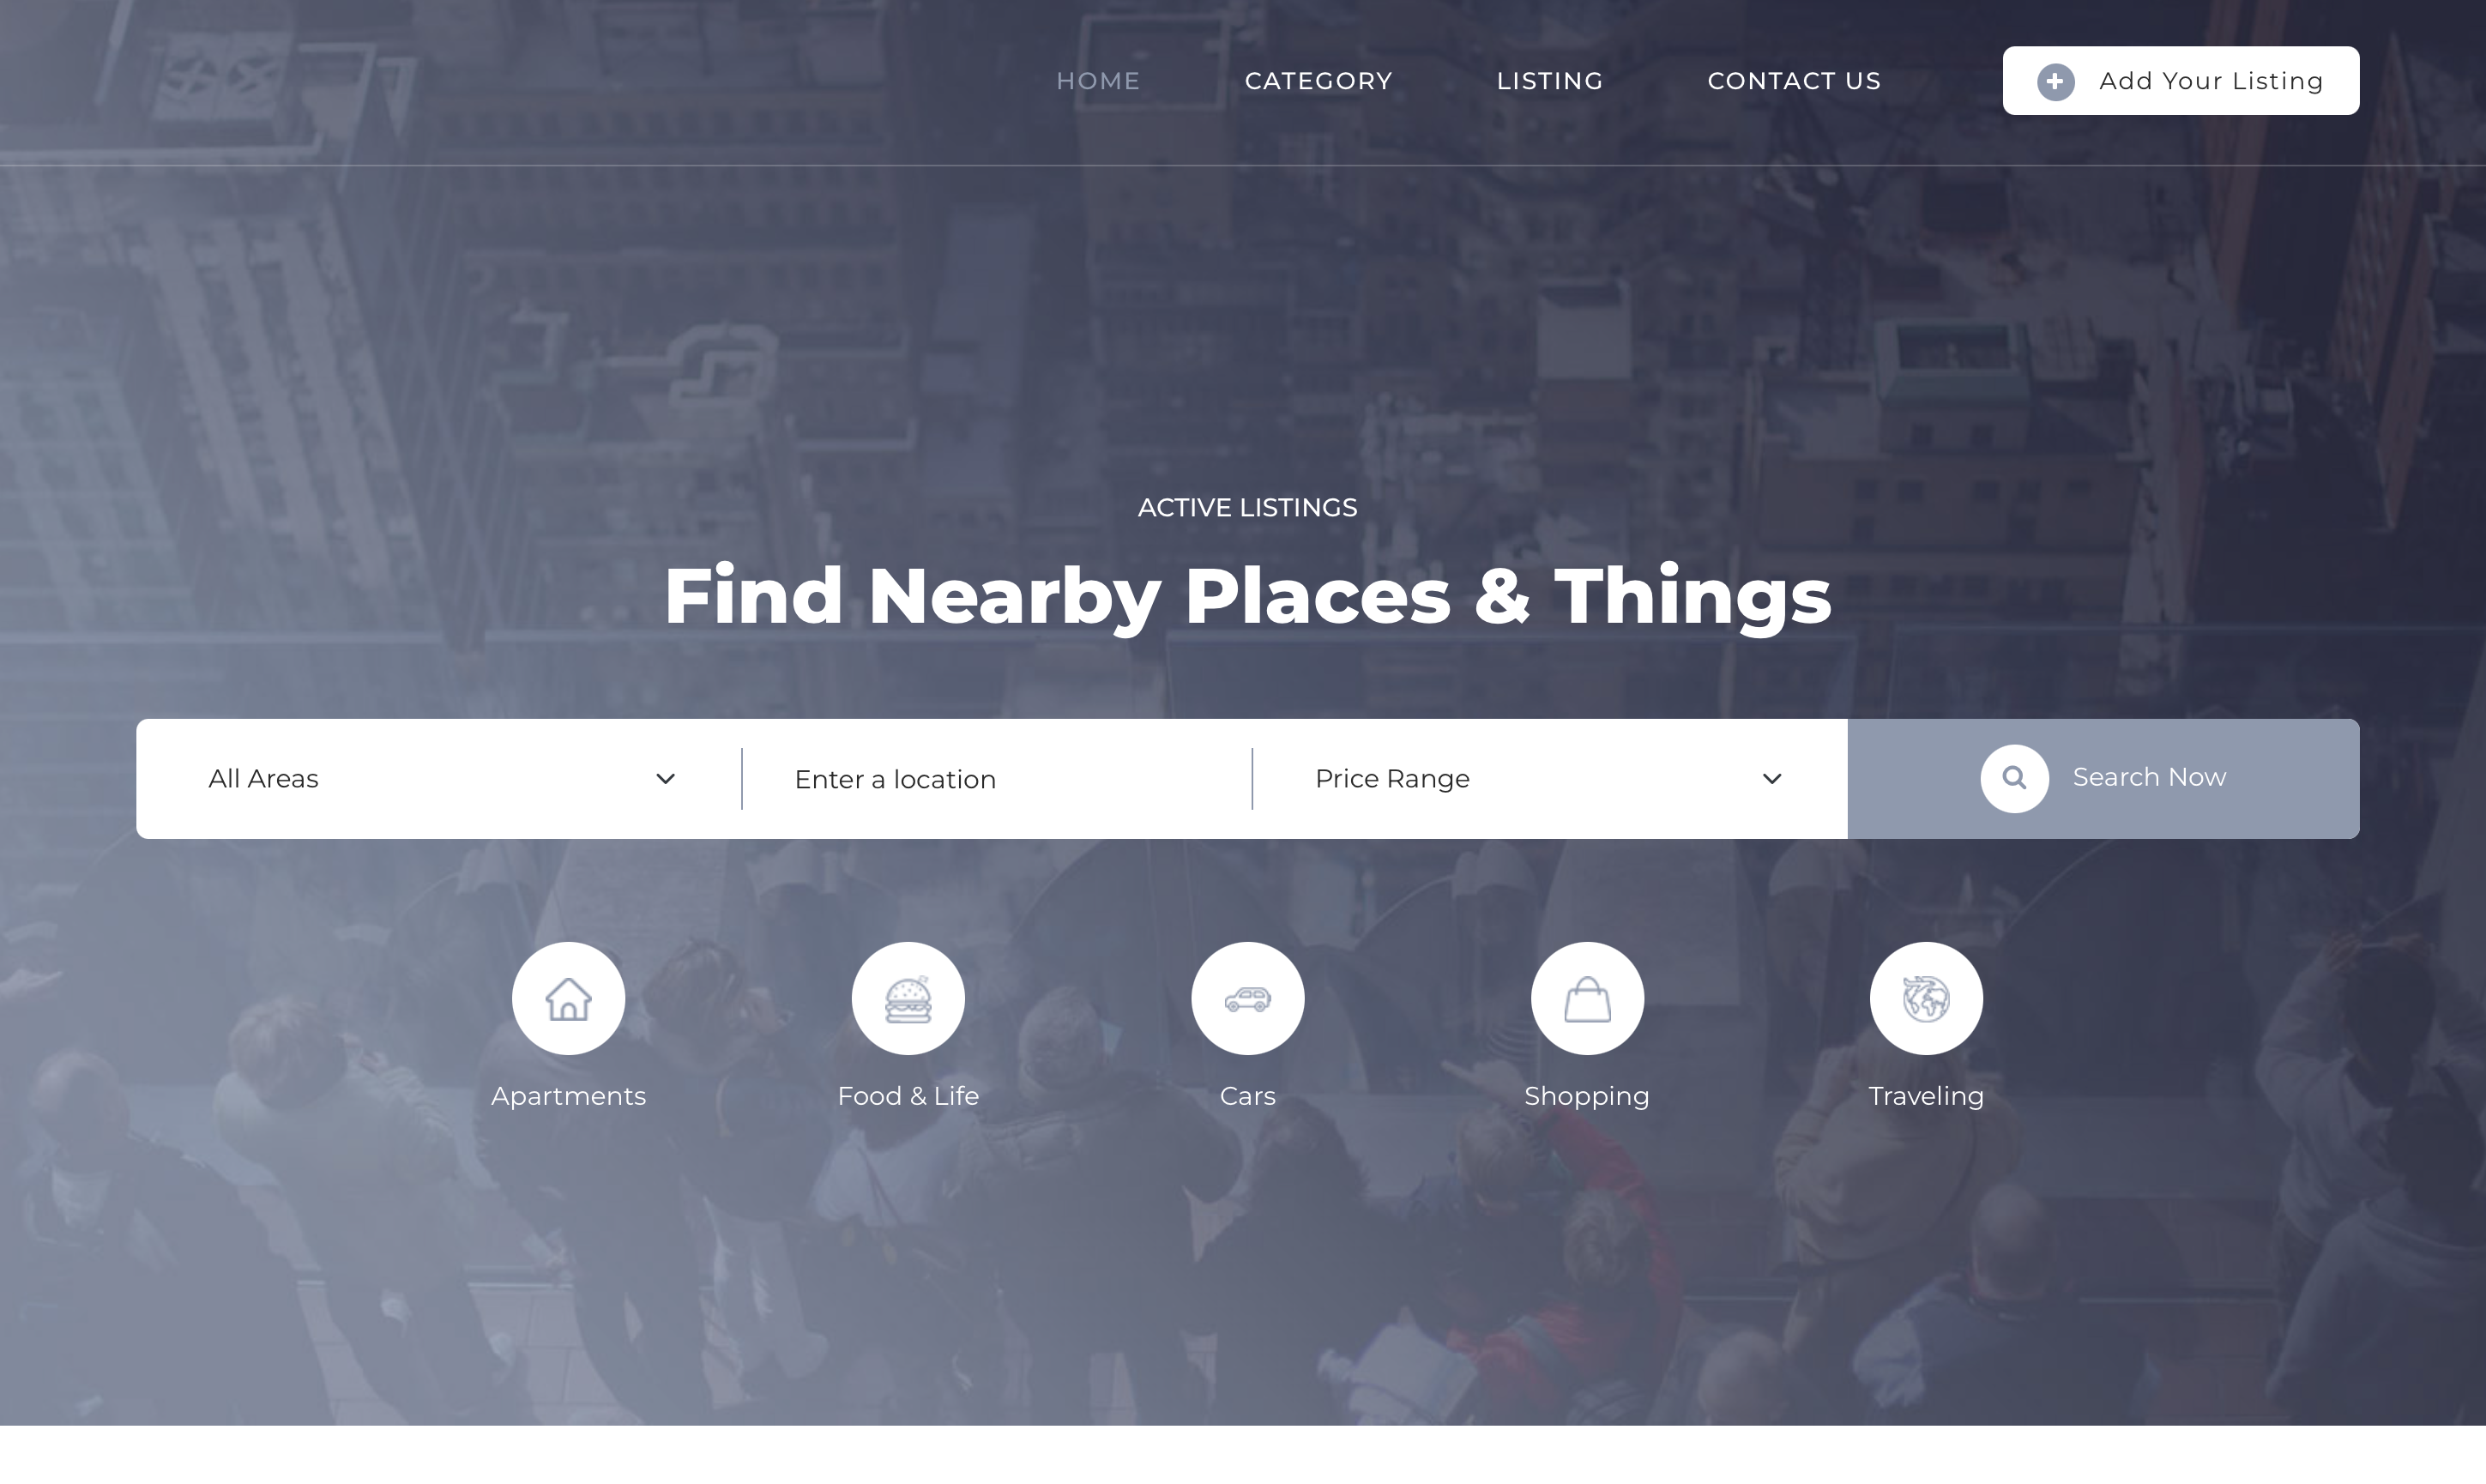 HOME CATEGORY LISTING CONTACT US Add Your Listing
ACTIVE LISTINGS
Find Nearby Places & Things
All Areas Enter a location Price Range Search Now
Apartments Food & Life Cars Shopping Traveling